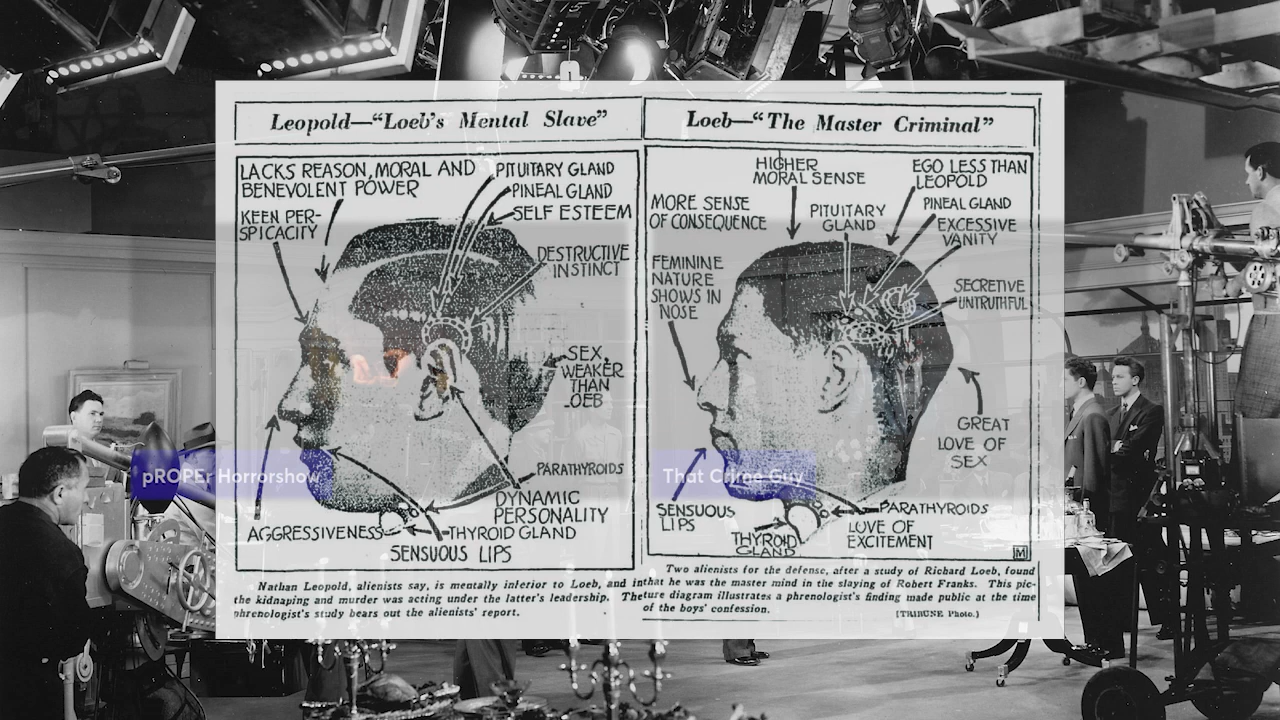 Leopold—"Loeb's Mental Slave"
LACKS REASON, MORAL AND
BENEVOLENT POWER
KEEN PER-
SPICACITY
PITUITARY GLAND
PINEAL GLAND
SELF ESTEEM
DESTRUCTIVE
INSTINCT
SEX,
WEAKER
THAN
OEB
PARATHYROIDS
DYNAMIC
PERSONALITY
AGGRESSIVENESS
THYROID GLAND
SENSUOUS LIPS
Nathan Leopold, alienists say, is mentally inferior to Loeb, and in
the kidnaping and murder was acting under the latter's leadership. The
phrenologist's study bears out the alienists' report.
Loeb—"The Master Criminal"
HIGHER
MORAL SENSE
EGO LESS THAN
LEOPOLD
MORE SENSE
OF CONSEQUENCE
PITUITARY
GLAND
PINEAL GLAND
EXCESSIVE
VANITY
FEMININE
NATURE
SHOWS IN
NOSE
SECRETIVE
UNTRUTHFUL
GREAT
LOVE OF
SEX
SENSUOUS
LIPS
THYROID
GLAND
PARATHYROIDS
LOVE OF
EXCITEMENT
M
Two alienists for the defense, after a study of Richard Loeb, found
that he was the master mind in the slaying of Robert Franks. This pic-
ture diagram illustrates a phrenologist's finding made public at the time
of the boys' confession. [TRIBUNE Photo.]
pROPEr Horrorshow
That Crime Guy